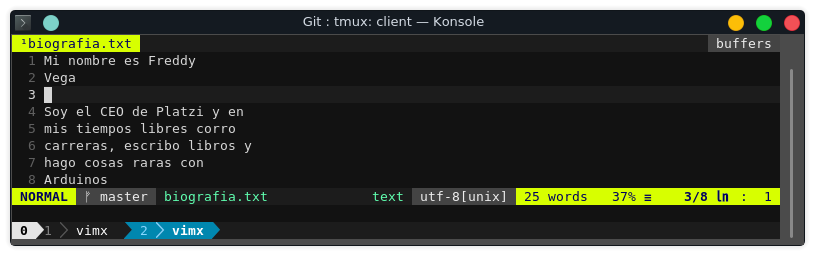 Git : tmux: client — Konsole
¹biografia.txt buffers
1 Mi nombre es Freddy
2 Vega
3
4 Soy el CEO de Platzi y en
5 mis tiempos libres corro
6 carreras, escribo libros y
7 hago cosas raras con
8 Arduinos
NORMAL ᚠ master biografia.txt text utf-8[unix] 25 words 37% ≡ 3/8 ㏑ : 1
0 1 vimx 2 vimx